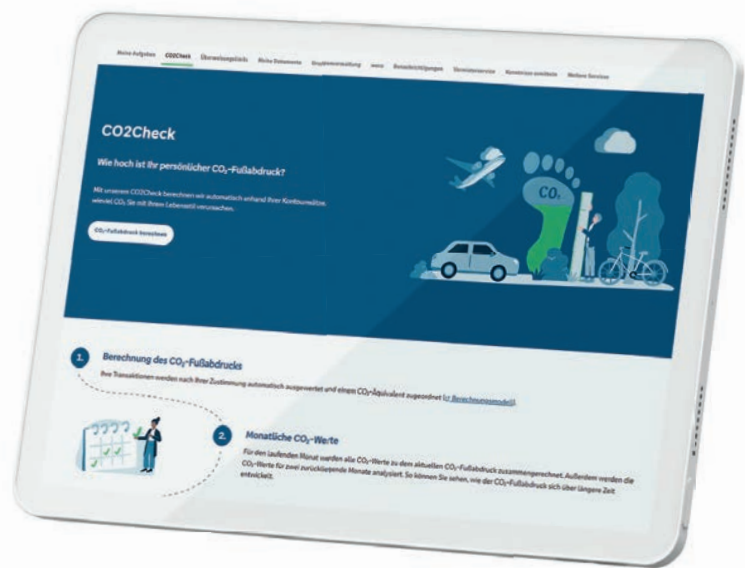 Meine Aufgaben CO2Check Überweisungslimits Meine Dokumente Gruppenverwaltung Benachrichtigungen Vermieterservice Weitere Services
CO2Check
Wie hoch ist Ihr persönlicher CO₂-Fußabdruck?
Mit unserem CO2Check berechnen wir automatisch anhand Ihrer Kontoumsätze,
wieviel CO₂ Sie mit Ihrem Lebensstil verursachen.
CO₂-Fußabdruck berechnen
CO₂
1. Berechnung des CO₂-Fußabdrucks
Ihre Transaktionen werden nach Ihrer Zustimmung automatisch ausgewertet und einem CO₂-Äquivalent zugeordnet (Berechnungsmodell).
2. Monatliche CO₂-Werte
Für den laufenden Monat werden alle CO₂-Werte zu dem aktuellen CO₂-Fußabdruck zusammengerechnet. Außerdem werden die
CO₂-Werte für zwei zurückliegende Monate analysiert. So können Sie sehen, wie der CO₂-Fußabdruck sich über längere Zeit
entwickelt.